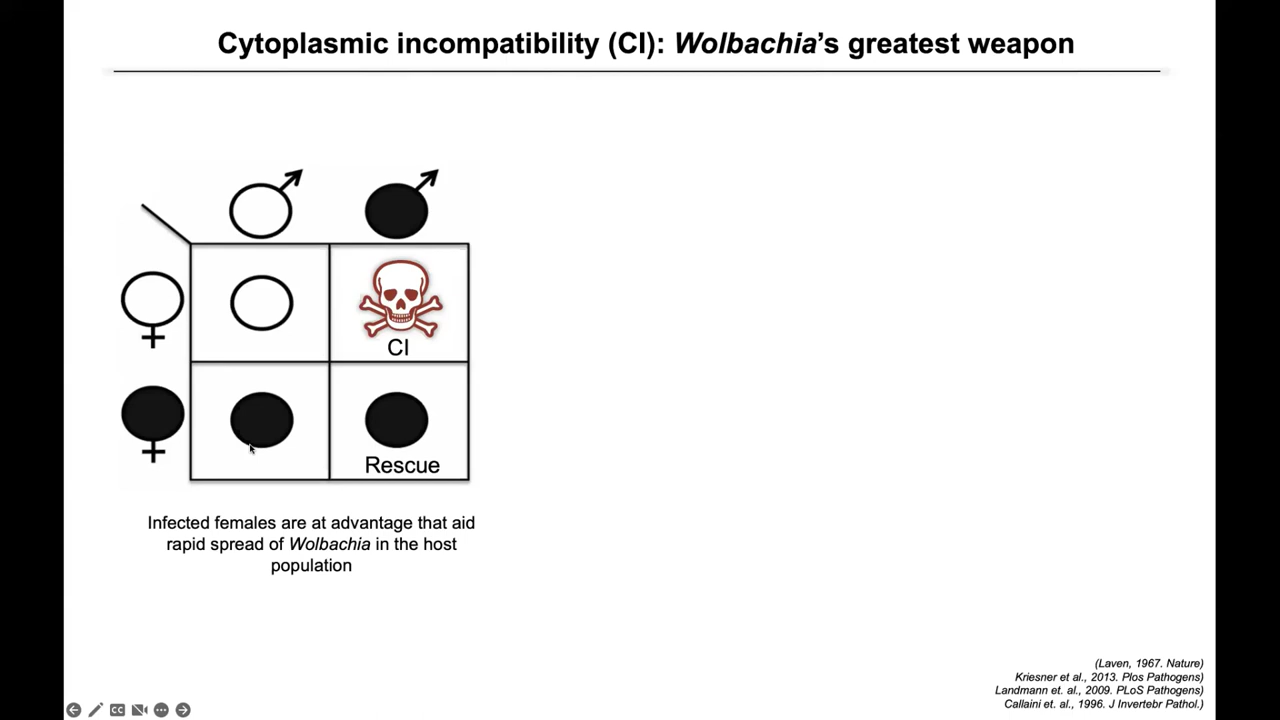 Cytoplasmic incompatibility (CI): Wolbachia's greatest weapon
CI
Rescue
Infected females are at advantage that aid
rapid spread of Wolbachia in the host
population
(Laven, 1967. Nature)
Kriesner et al., 2013. Plos Pathogens)
Landmann et. al., 2009. PLoS Pathogens)
Callaini et. al., 1996. J Invertebr Pathol.)
CC